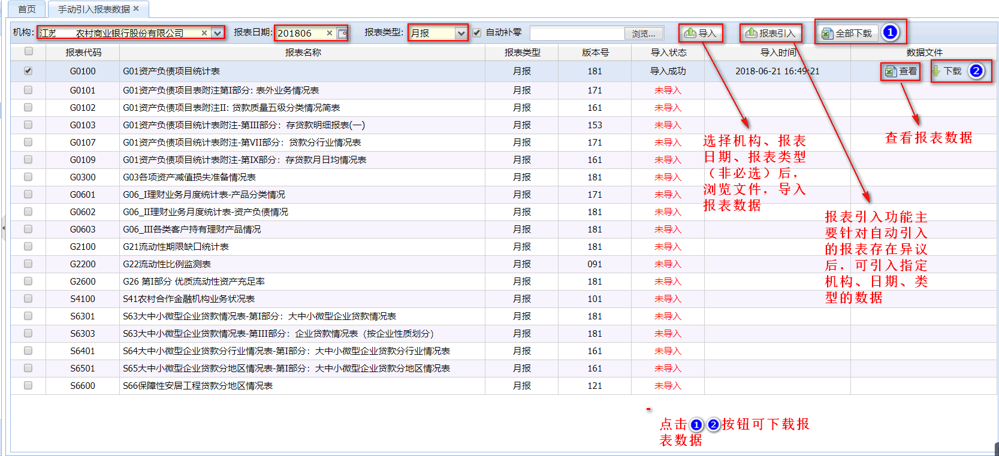 首页 手动引入报表数据 ×
机构: 江苏 农村商业银行股份有限公司 × 报表日期: 201806 × 报表类型: 月报 自动补零 浏览... 导入 报表引入 全部下载 1
报表代码 报表名称 报表类型 版本号 导入状态 导入时间 数据文件
G0100 G01资产负债项目统计表 月报 181 导入成功 2018-06-21 16:49:21 查看 下载 2
G0101 G01资产负债项目表附注第I部分: 表外业务情况表 月报 171 未导入
G0102 G01资产负债项目表附注II: 贷款质量五级分类情况简表 月报 161 未导入
G0103 G01资产负债项目统计表附注-第III部分：存贷款明细报表(一) 月报 153 未导入
G0107 G01资产负债项目统计表附注-第VII部分：贷款分行业情况表 月报 171 未导入
G0109 G01资产负债项目统计表附注-第IX部分：存贷款月日均情况表 月报 161 未导入
G0300 G03各项资产减值损失准备情况表 月报 181 未导入
G0601 G06_I理财业务月度统计表-产品分类情况 月报 171 未导入
G0602 G06_II理财业务月度统计表-资产负债情况 月报 181 未导入
G0603 G06_III各类客户持有理财产品情况 月报 181 未导入
G2100 G21流动性期限缺口统计表 月报 181 未导入
G2200 G22流动性比例监测表 月报 091 未导入
G2600 G26 第I部分 优质流动性资产充足率 月报 181 未导入
S4100 S41农村合作金融机构业务状况表 月报 101 未导入
S6301 S63大中小微型企业贷款情况表-第I部分：大中小微型企业贷款情况表 月报 181 未导入
S6303 S63大中小微型企业贷款情况表-第III部分：企业贷款情况表（按企业性质划分） 月报 181 未导入
S6401 S64大中小微型企业贷款分行业情况表-第I部分：大中小微型企业贷款分行业情况表 月报 161 未导入
S6501 S65大中小微型企业贷款分地区情况表-第I部分：大中小微型企业贷款分地区情况表 月报 161 未导入
S6600 S66保障性安居工程贷款分地区情况表 月报 121 未导入
选择机构、报表
日期、报表类型
（非必选）后，
浏览文件，导入
报表数据
查看报表数据
报表引入功能主
要针对自动引入
的报表存在异议
后，可引入指定
机构、日期、类
型的数据
点击1 2按钮可下载报
表数据